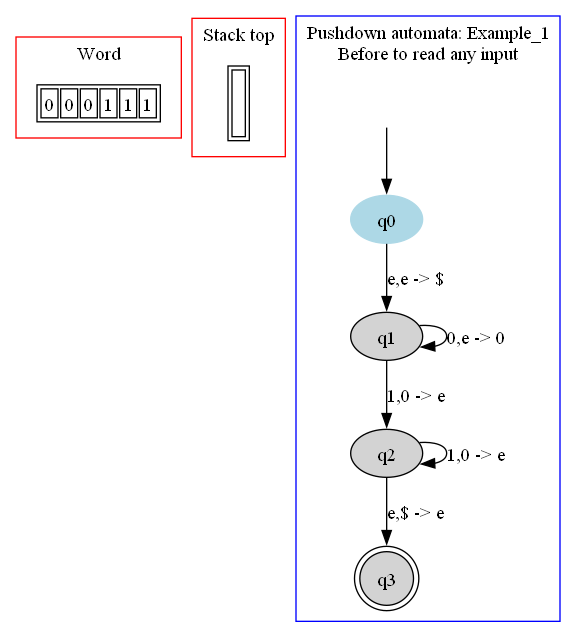 Word
0 0 0 1 1 1
Stack top
Pushdown automata: Example_1
Before to read any input
q0
e,e -> $
q1
0,e -> 0
1,0 -> e
q2
1,0 -> e
e,$ -> e
q3